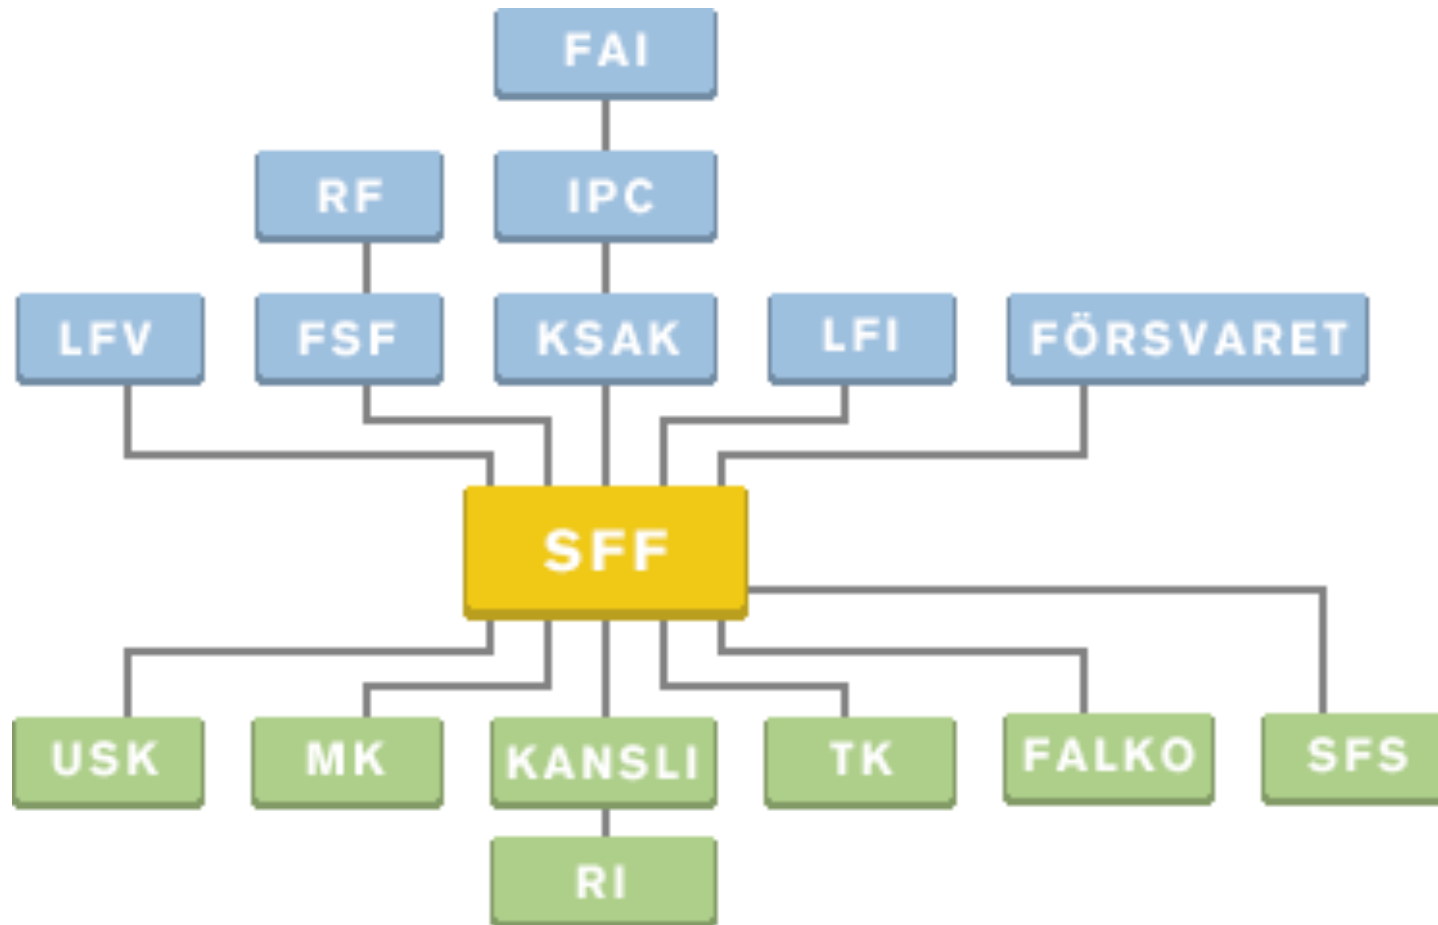 FAI
RF
IPC
LFV
FSF
KSAK
LFI
FÖRSVARET
SFF
USK
MK
KANSLI
TK
FALKO
SFS
RI